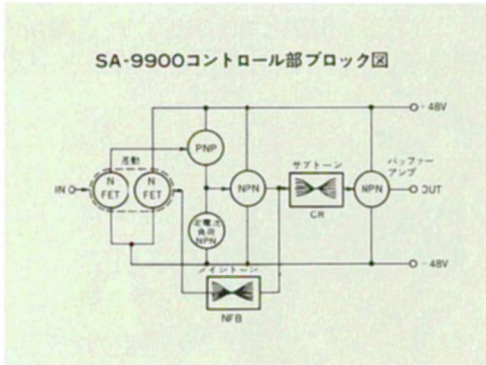 SA-9900コントロール部ブロック図
- 48V
差動
PNP
サブトーン
バッファー
アンプ
IN
N
FET
N
FET
NPN
NPN
OUT
定電流
負荷
NPN
CR
- 48V
メイントーン
NFB